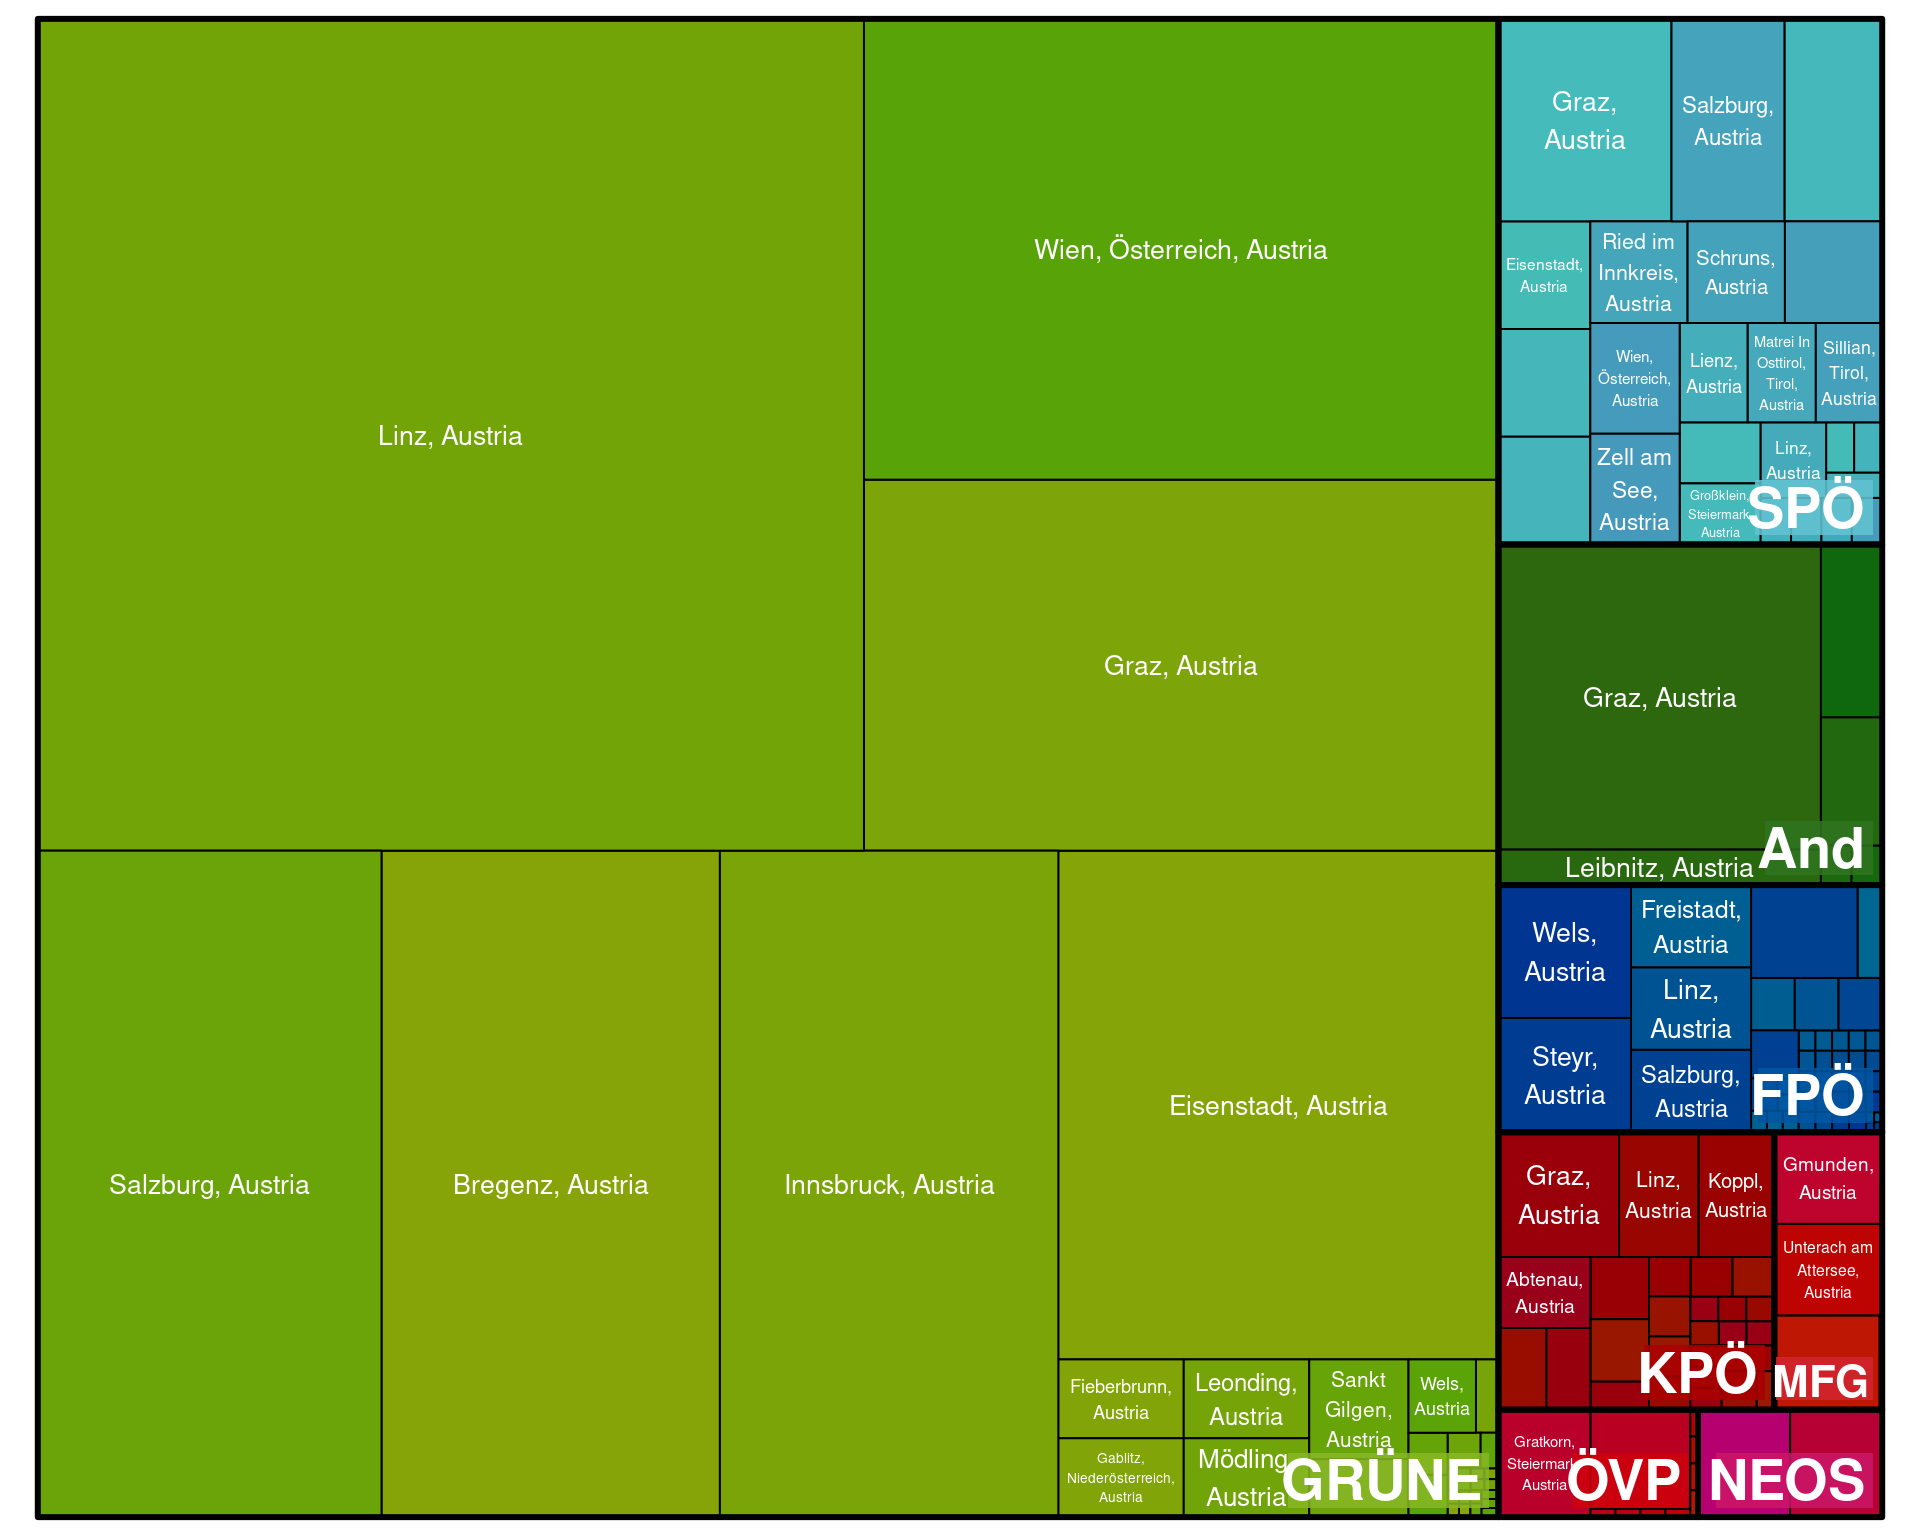 Linz, Austria
Wien, Österreich, Austria
Graz, Austria
Salzburg, Austria
Bregenz, Austria
Innsbruck, Austria
Eisenstadt, Austria
Fieberbrunn,
Austria
Gablitz,
Niederösterreich,
Austria
Leonding,
Austria
Mödling,
Austria
Sankt
Gilgen,
Austria
Wels,
Austria
GRÜNE
Graz,
Austria
Salzburg,
Austria
Eisenstadt,
Austria
Ried im
Innkreis,
Austria
Schruns,
Austria
Wien,
Österreich,
Austria
Zell am
See,
Austria
Lienz,
Austria
Matrei In
Osttirol,
Tirol,
Austria
Sillian,
Tirol,
Austria
Großklein,
Steiermark,
Austria
Linz,
Austria
SPÖ
Graz, Austria
Leibnitz, Austria
And
Wels,
Austria
Steyr,
Austria
Freistadt,
Austria
Linz,
Austria
Salzburg,
Austria
FPÖ
Graz,
Austria
Linz,
Austria
Koppl,
Austria
Abtenau,
Austria
KPÖ
Gmunden,
Austria
Unterach am
Attersee,
Austria
MFG
Gratkorn,
Steiermark,
Austria
ÖVP
NEOS